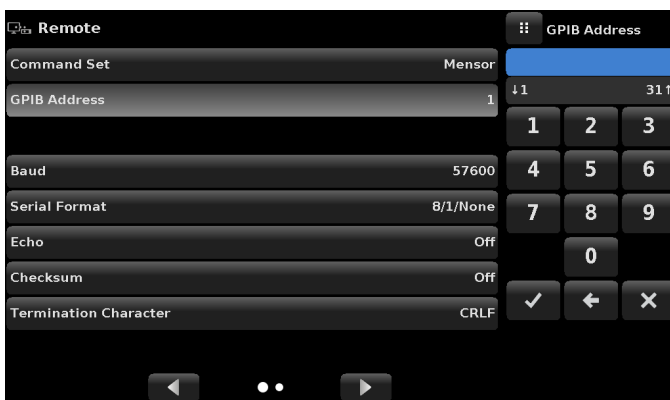 Remote
Command Set Mensor
GPIB Address 1
Baud 57600
Serial Format 8/1/None
Echo Off
Checksum Off
Termination Character CRLF
GPIB Address
↓1 31↑
1 2 3
4 5 6
7 8 9
0